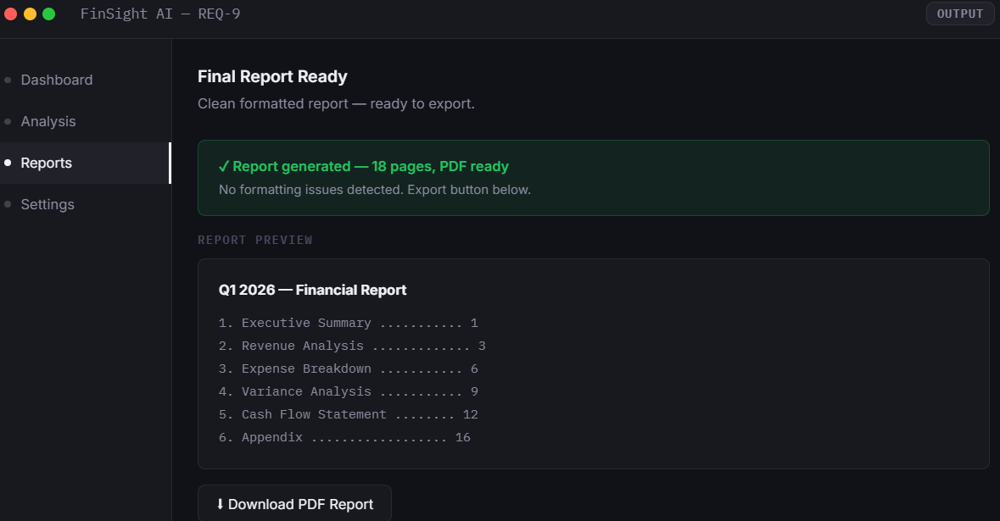 FinSight AI — REQ-9
OUTPUT
Dashboard
Analysis
Reports
Settings
Final Report Ready
Clean formatted report — ready to export.
✓ Report generated — 18 pages, PDF ready
No formatting issues detected. Export button below.
REPORT PREVIEW
Q1 2026 — Financial Report
1. Executive Summary ........... 1
2. Revenue Analysis ............. 3
3. Expense Breakdown ........... 6
4. Variance Analysis ........... 9
5. Cash Flow Statement ........ 12
6. Appendix .................. 16
⬇ Download PDF Report